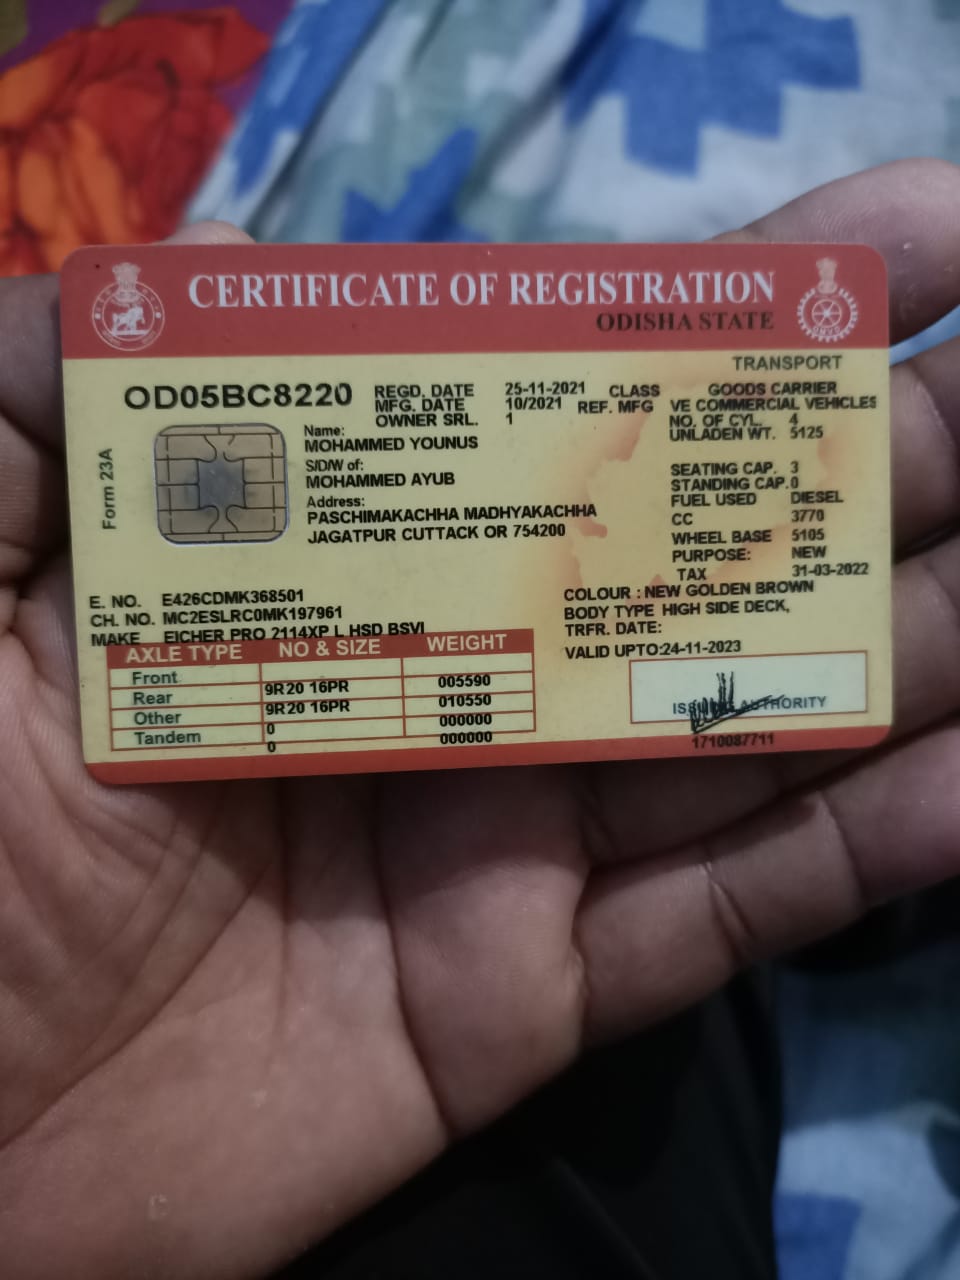 CERTIFICATE OF REGISTRATION
ODISHA STATE
TRANSPORT
OD05BC8220
REGD. DATE 25-11-2021 CLASS GOODS CARRIER
MFG. DATE 10/2021 REF. MFG VE COMMERCIAL VEHICLES
OWNER SRL. 1 NO. OF CYL. 4
UNLADEN WT. 5125
Name:
MOHAMMED YOUNUS
S/D/W of:
MOHAMMED AYUB
Address:
PASCHIMAKACHHA MADHYAKACHHA
JAGATPUR CUTTACK OR 754200
Form 23A
SEATING CAP. 3
STANDING CAP. 0
FUEL USED DIESEL
CC 3770
WHEEL BASE 5105
PURPOSE: NEW
TAX 31-03-2022
E. NO. E426CDMK368501
CH. NO. MC2ESLRC0MK197961
MAKE EICHER PRO 2114XP L HSD BSVI
COLOUR : NEW GOLDEN BROWN
BODY TYPE HIGH SIDE DECK,
TRFR. DATE:
VALID UPTO:24-11-2023
AXLE TYPE NO & SIZE WEIGHT
Front 9R20 16PR 005590
Rear 9R20 16PR 010550
Other 0 000000
Tandem 0 000000
ISSUING AUTHORITY
1710087711